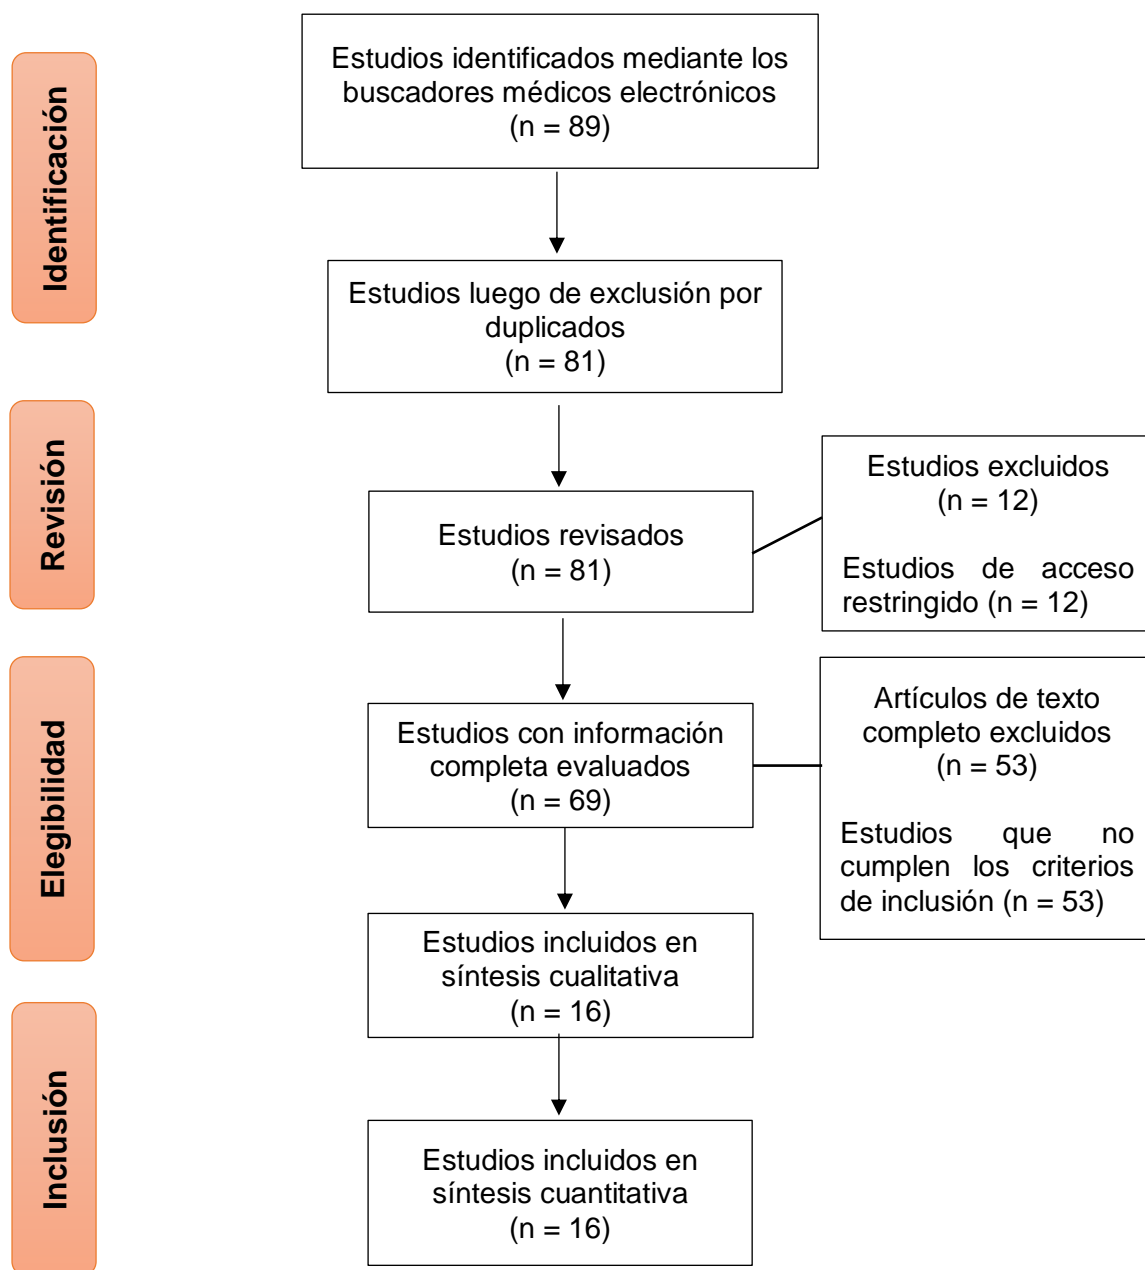 Identificación
Estudios identificados mediante los
buscadores médicos electrónicos
(n = 89)
Estudios luego de exclusión por
duplicados
(n = 81)
Revisión
Estudios revisados
(n = 81)
Estudios excluidos
(n = 12)
Estudios de acceso
restringido (n = 12)
Elegibilidad
Estudios con información
completa evaluados
(n = 69)
Artículos de texto
completo excluidos
(n = 53)
Estudios que no
cumplen los criterios
de inclusión (n = 53)
Estudios incluidos en
síntesis cualitativa
(n = 16)
Inclusión
Estudios incluidos en
síntesis cuantitativa
(n = 16)